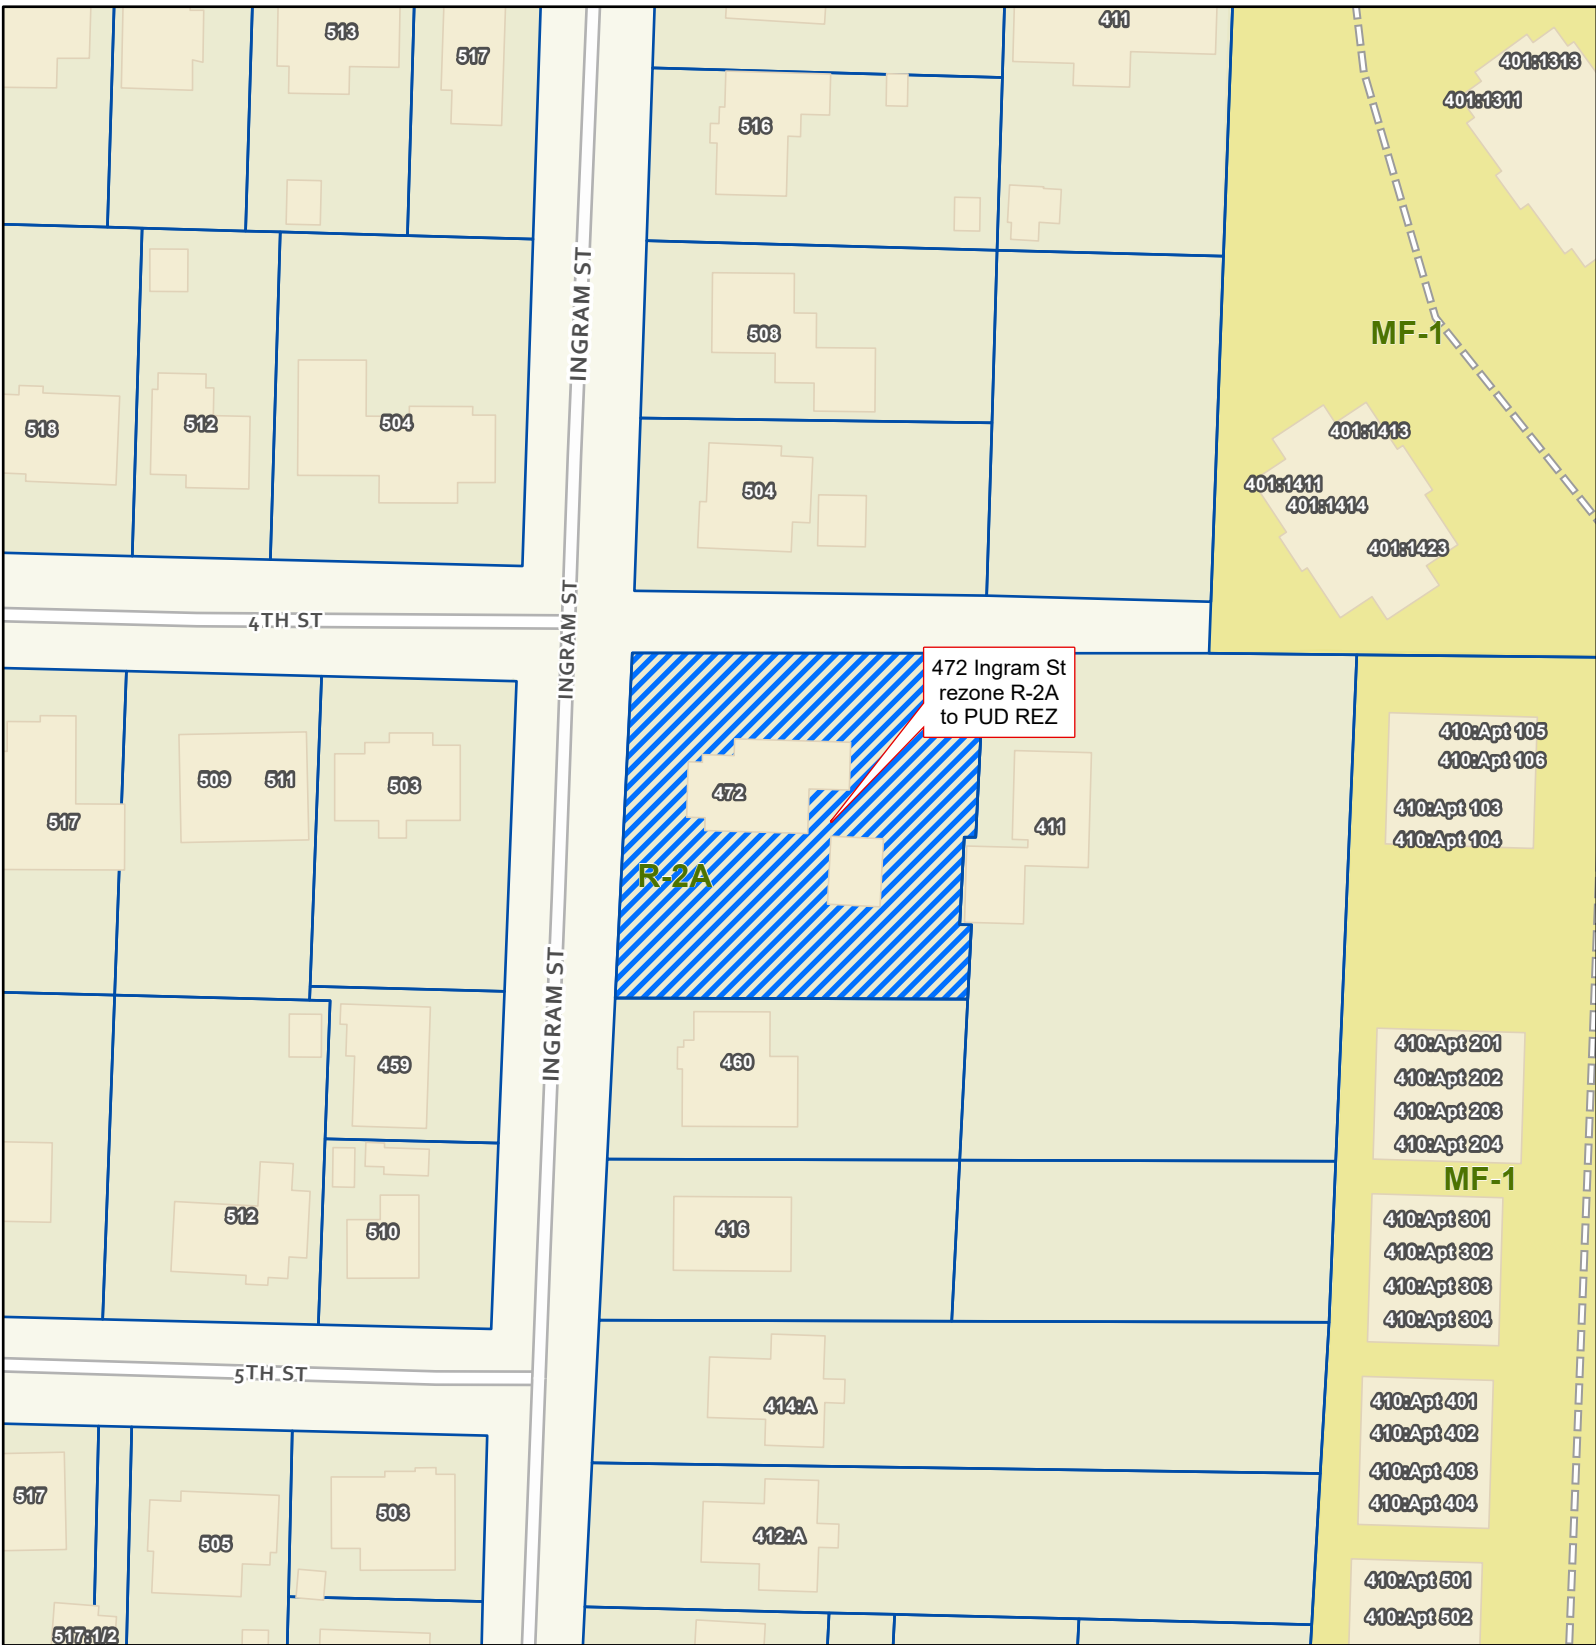 513
517
411
401:1313
401:1311
516
INGRAM ST
508
MF-1
518
512
504
504
401:1413
401:1411
401:1414
401:1423
4TH ST
INGRAM ST
472 Ingram St
rezone R-2A
to PUD REZ
410:Apt 105
410:Apt 106
410:Apt 103
410:Apt 104
517
509
511
503
472
411
R-2A
INGRAM ST
459
460
410:Apt 201
410:Apt 202
410:Apt 203
410:Apt 204
MF-1
512
510
416
410:Apt 301
410:Apt 302
410:Apt 303
410:Apt 304
5TH ST
414:A
410:Apt 401
410:Apt 402
410:Apt 403
410:Apt 404
517
505
503
412:A
410:Apt 501
410:Apt 502
517:1/2